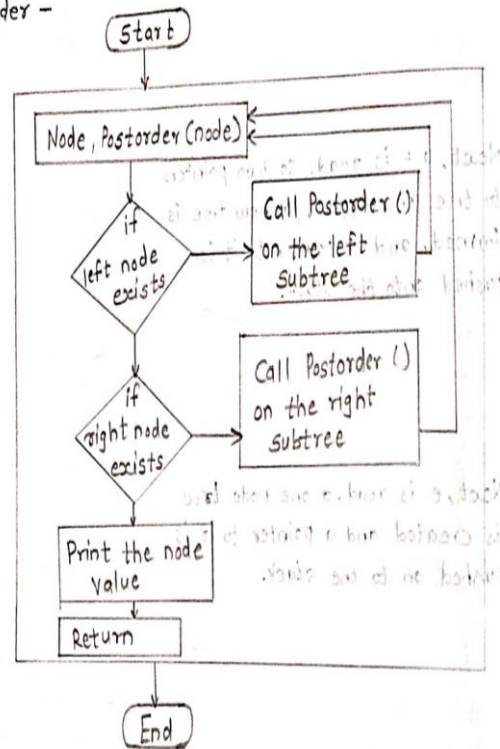 der -
Start
Node, Postorder (node)
if
left node
exists
Call Postorder ()
on the left
subtree
if
right node
exists
Call Postorder ()
on the right
subtree
Print the node
value
Return
End